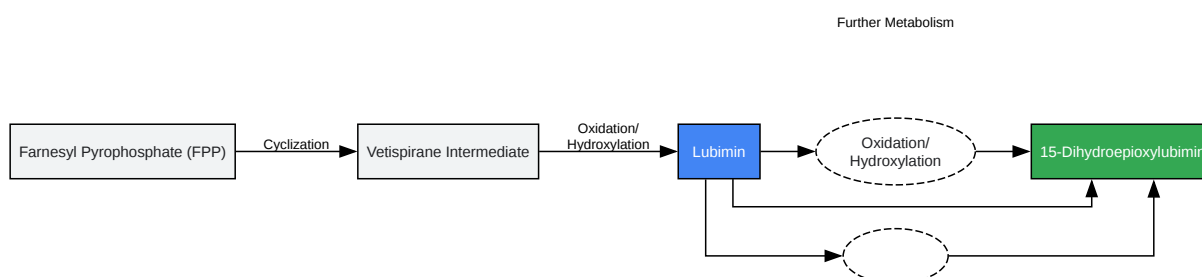 Further Metabolism
Farnesyl Pyrophosphate (FPP)
Cyclization
Vetispirane Intermediate
Oxidation/
Hydroxylation
Lubimin
Oxidation/
Hydroxylation
15-Dihydroepioxylubimin